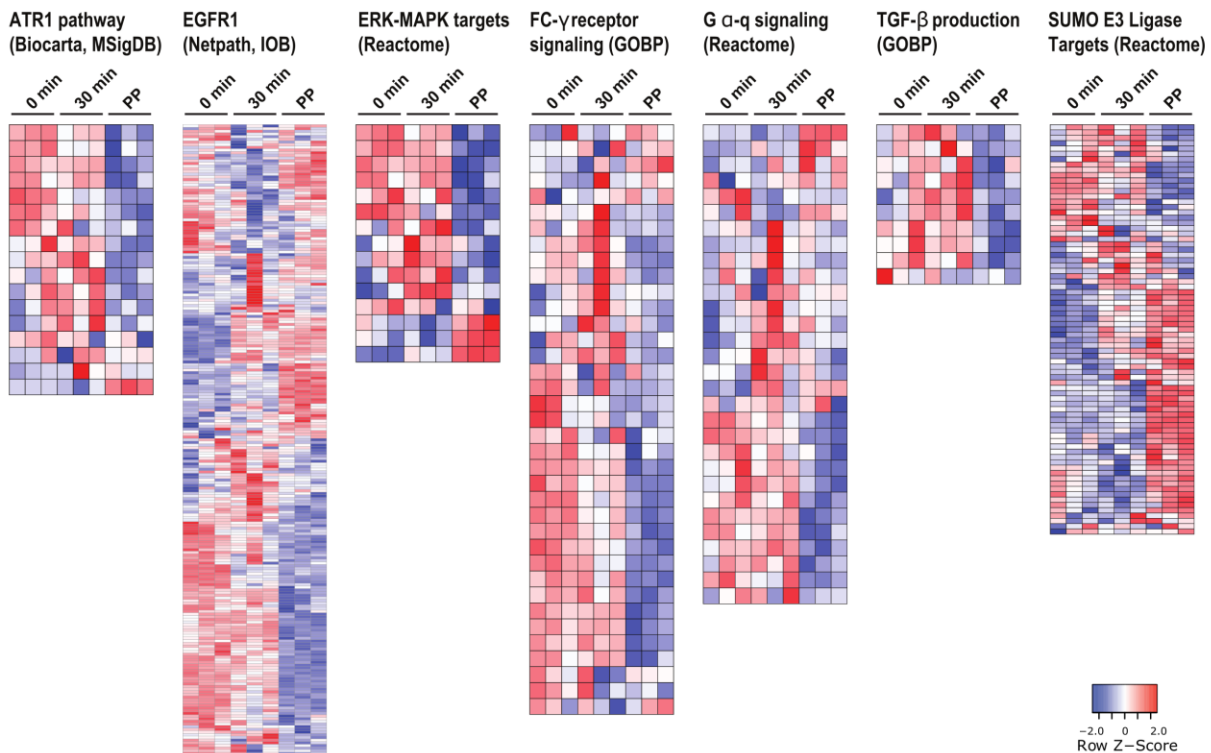 ATR1 pathway
(Biocarta, MSigDB)
EGFR1
(Netpath, IOB)
ERK-MAPK targets
(Reactome)
FC-γ receptor
signaling (GOBP)
G α-q signaling
(Reactome)
TGF-β production
(GOBP)
SUMO E3 Ligase
Targets (Reactome)
0 min 30 min PP
0 min 30 min PP
0 min 30 min PP
0 min 30 min PP
0 min 30 min PP
0 min 30 min PP
0 min 30 min PP
−2.0 0 2.0
Row Z−Score